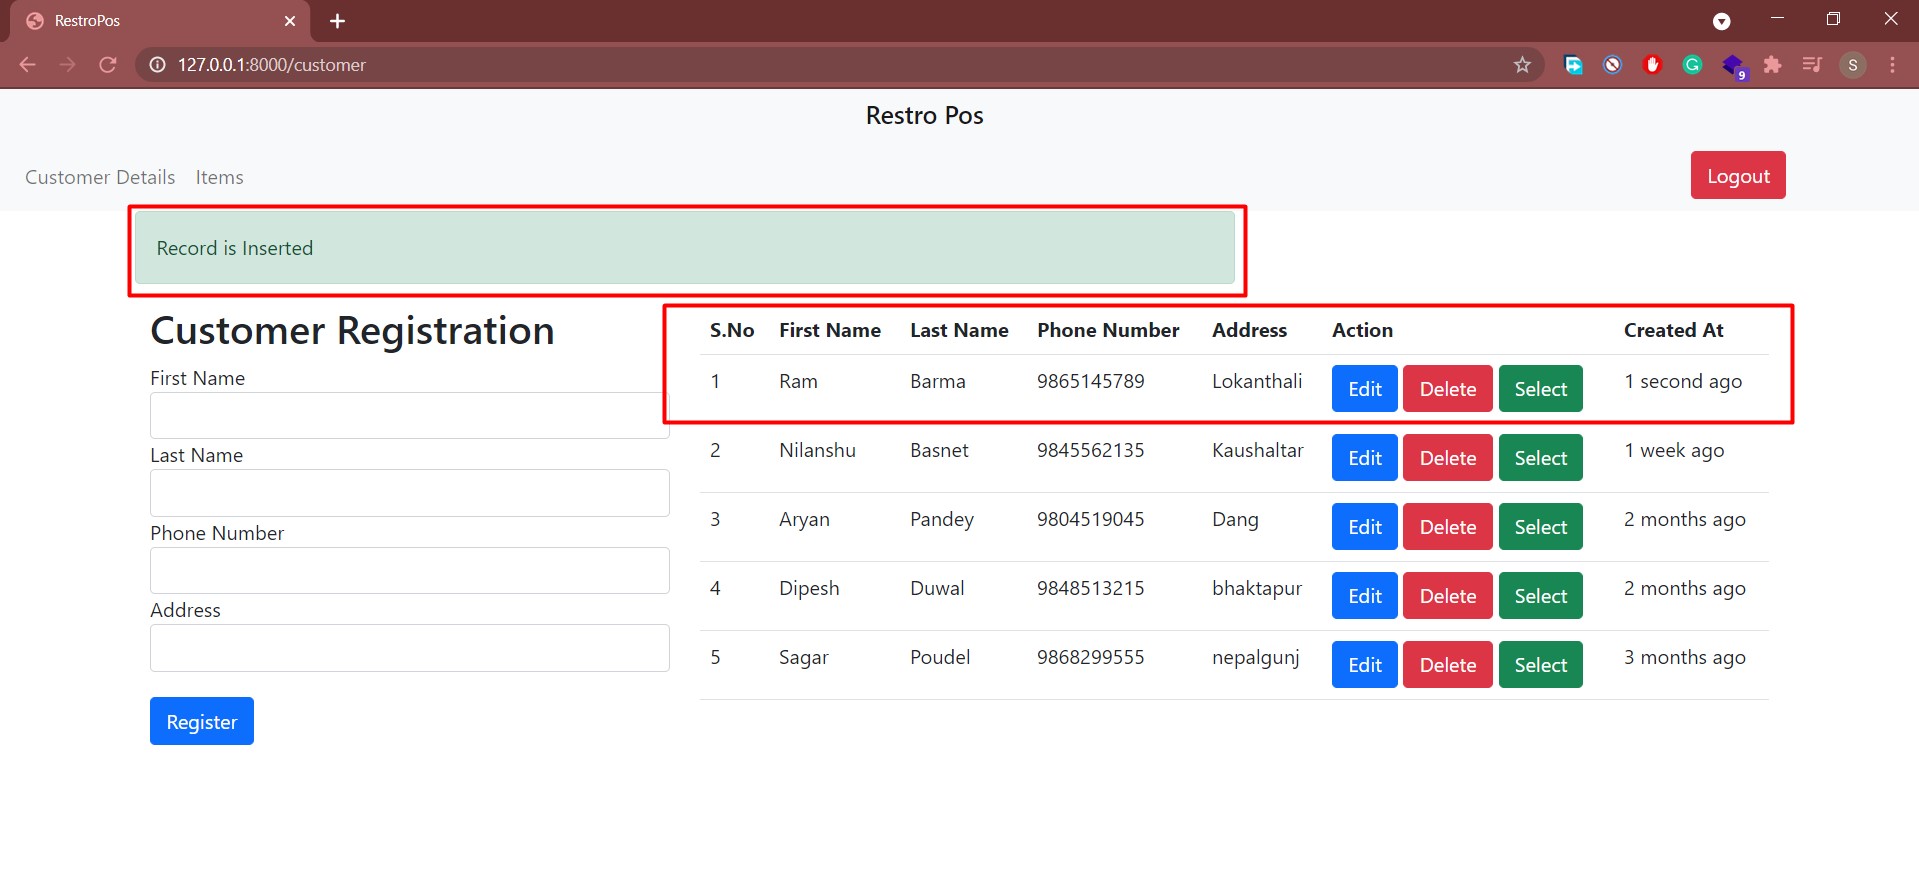 RestroPos
127.0.0.1:8000/customer
9
S
Restro Pos
Customer Details Items
Logout
Record is Inserted
Customer Registration
First Name
Last Name
Phone Number
Address
Register
S.No First Name Last Name Phone Number Address Action Created At
1 Ram Barma 9865145789 Lokanthali Edit Delete Select 1 second ago
2 Nilanshu Basnet 9845562135 Kaushaltar Edit Delete Select 1 week ago
3 Aryan Pandey 9804519045 Dang Edit Delete Select 2 months ago
4 Dipesh Duwal 9848513215 bhaktapur Edit Delete Select 2 months ago
5 Sagar Poudel 9868299555 nepalgunj Edit Delete Select 3 months ago